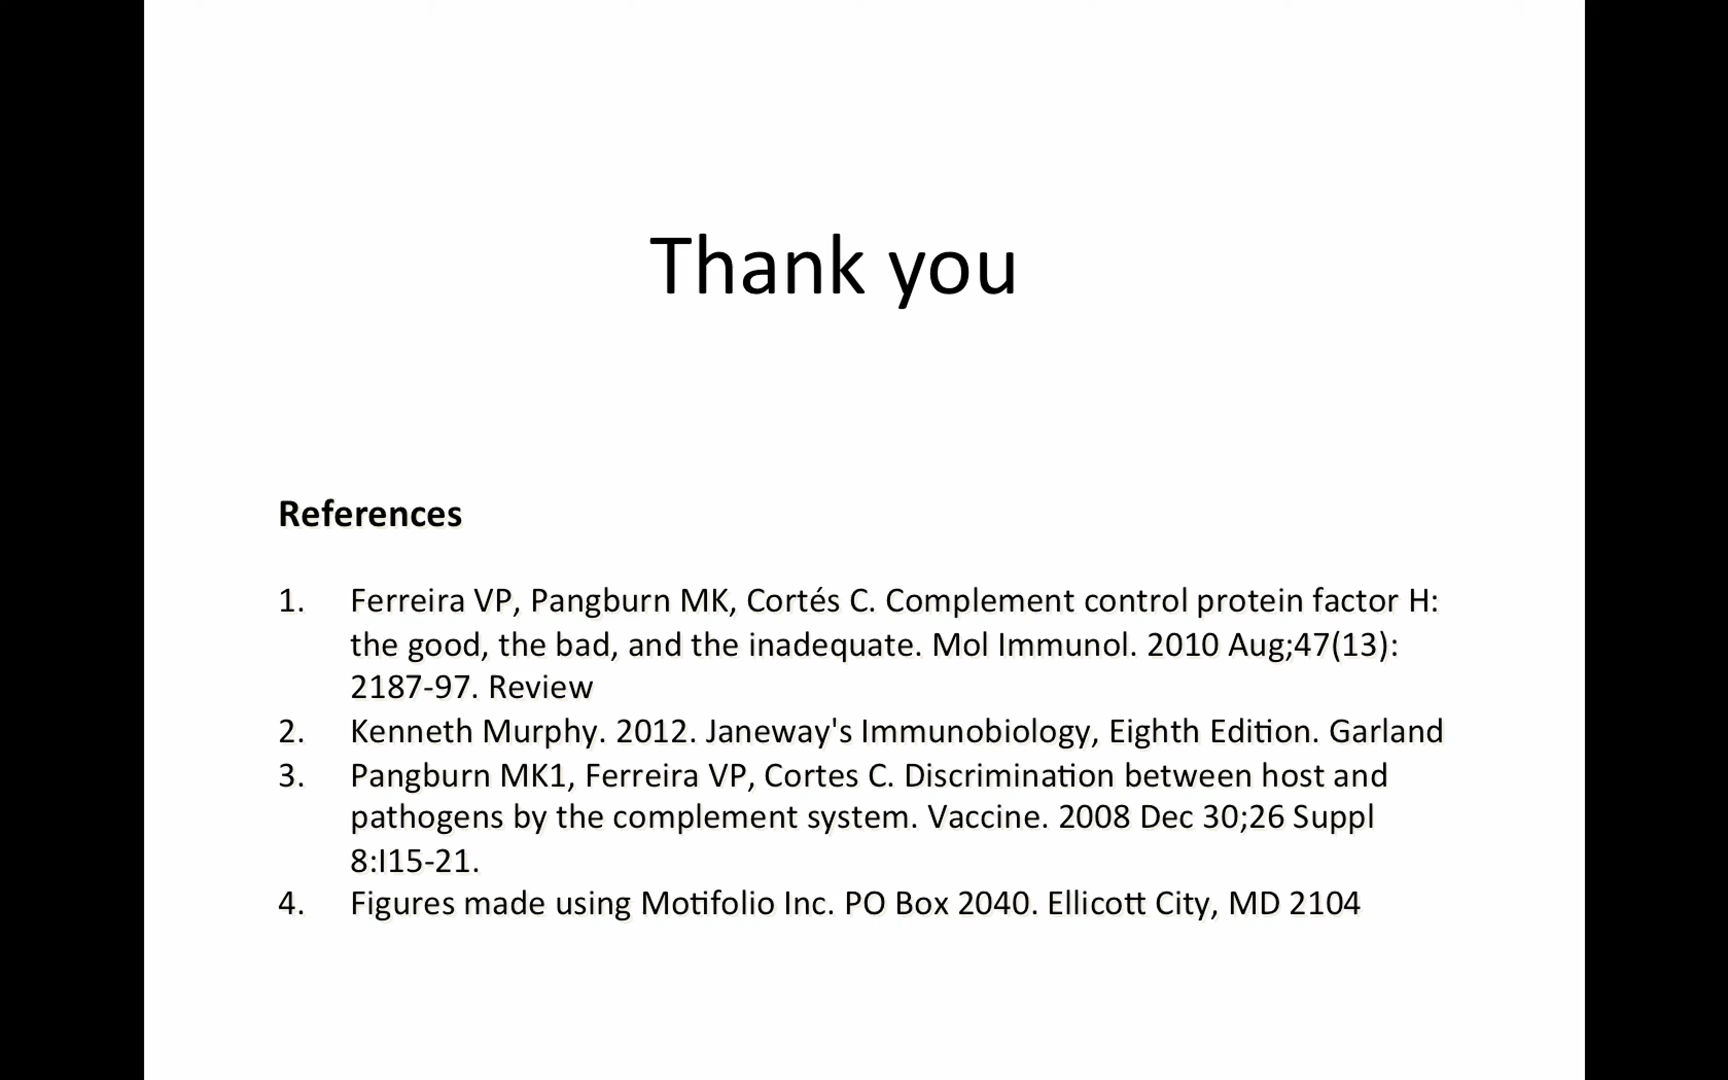 Thank you
References
1. Ferreira VP, Pangburn MK, Cortés C. Complement control protein factor H:
the good, the bad, and the inadequate. Mol Immunol. 2010 Aug;47(13):
2187-97. Review
2. Kenneth Murphy. 2012. Janeway's Immunobiology, Eighth Edition. Garland
3. Pangburn MK1, Ferreira VP, Cortes C. Discrimination between host and
pathogens by the complement system. Vaccine. 2008 Dec 30;26 Suppl
8:I15-21.
4. Figures made using Motifolio Inc. PO Box 2040. Ellicott City, MD 2104